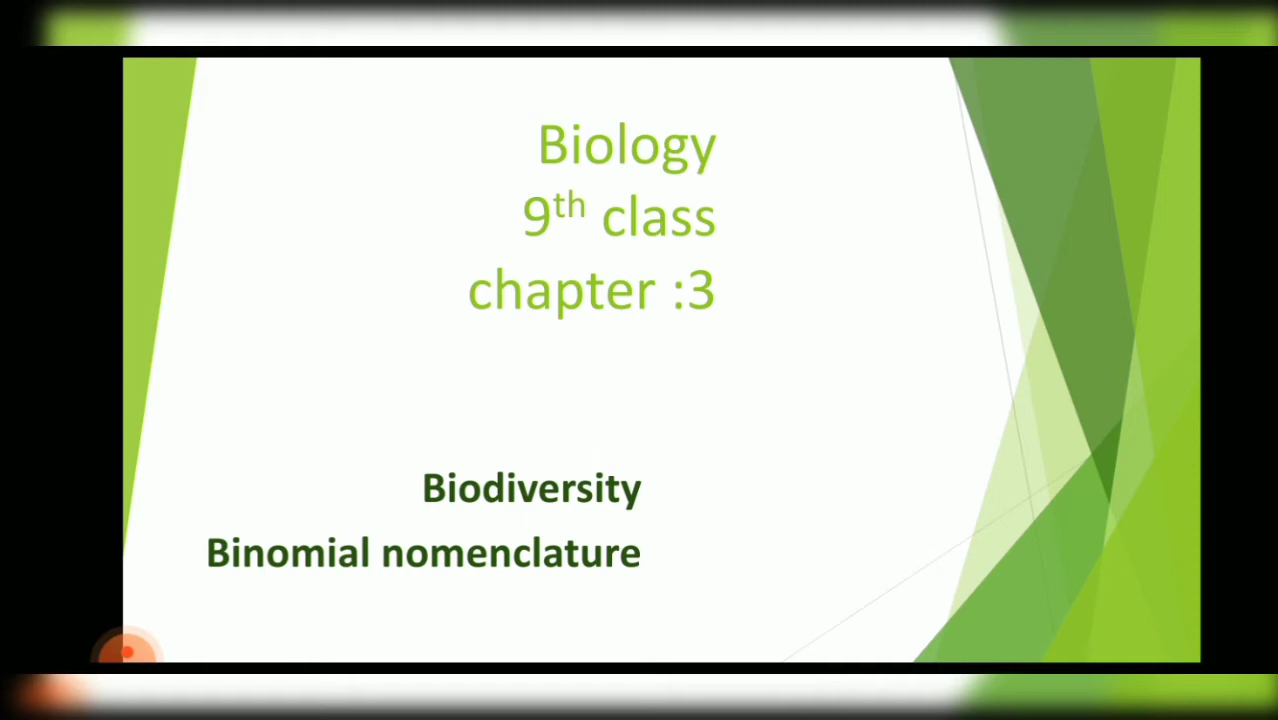 Biology
9th class
chapter :3
Biodiversity
Binomial nomenclature